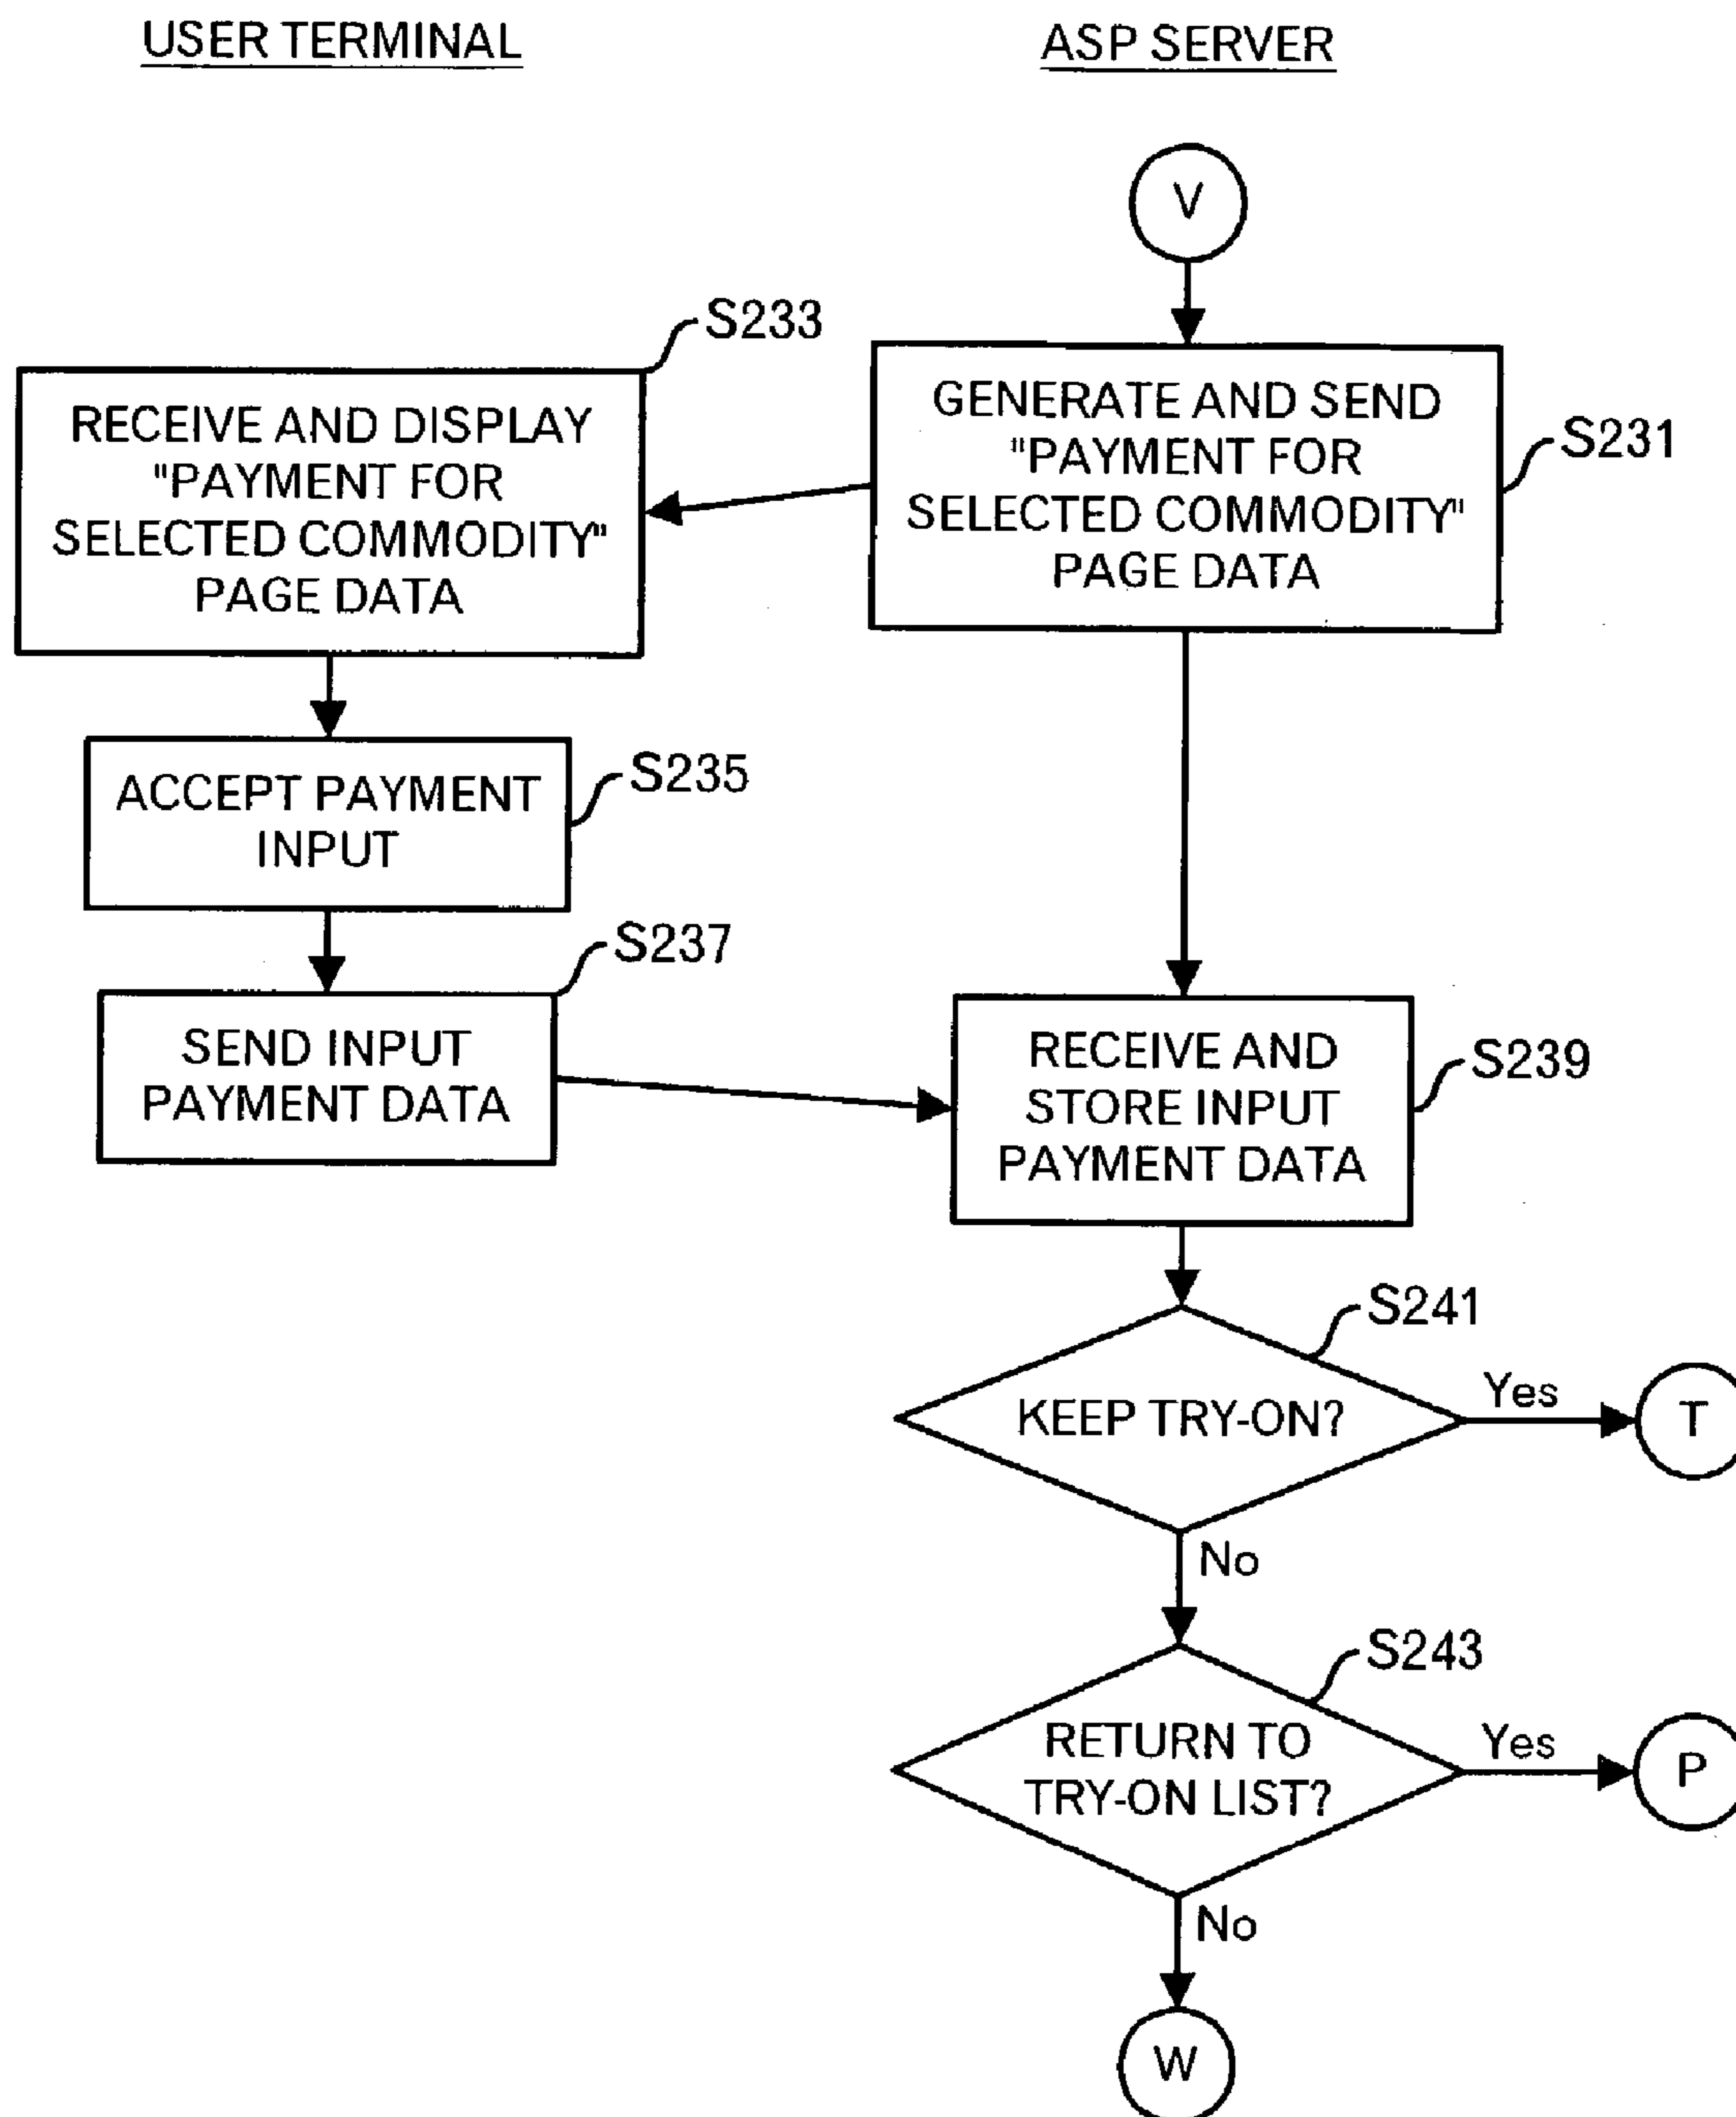 USER TERMINAL
ASP SERVER
V
S233
RECEIVE AND DISPLAY
"PAYMENT FOR
SELECTED COMMODITY"
PAGE DATA
GENERATE AND SEND
"PAYMENT FOR
SELECTED COMMODITY"
PAGE DATA
S231
ACCEPT PAYMENT
INPUT
S235
S237
SEND INPUT
PAYMENT DATA
RECEIVE AND
STORE INPUT
PAYMENT DATA
S239
S241
KEEP TRY-ON?
Yes
T
No
S243
RETURN TO
TRY-ON LIST?
Yes
P
No
W